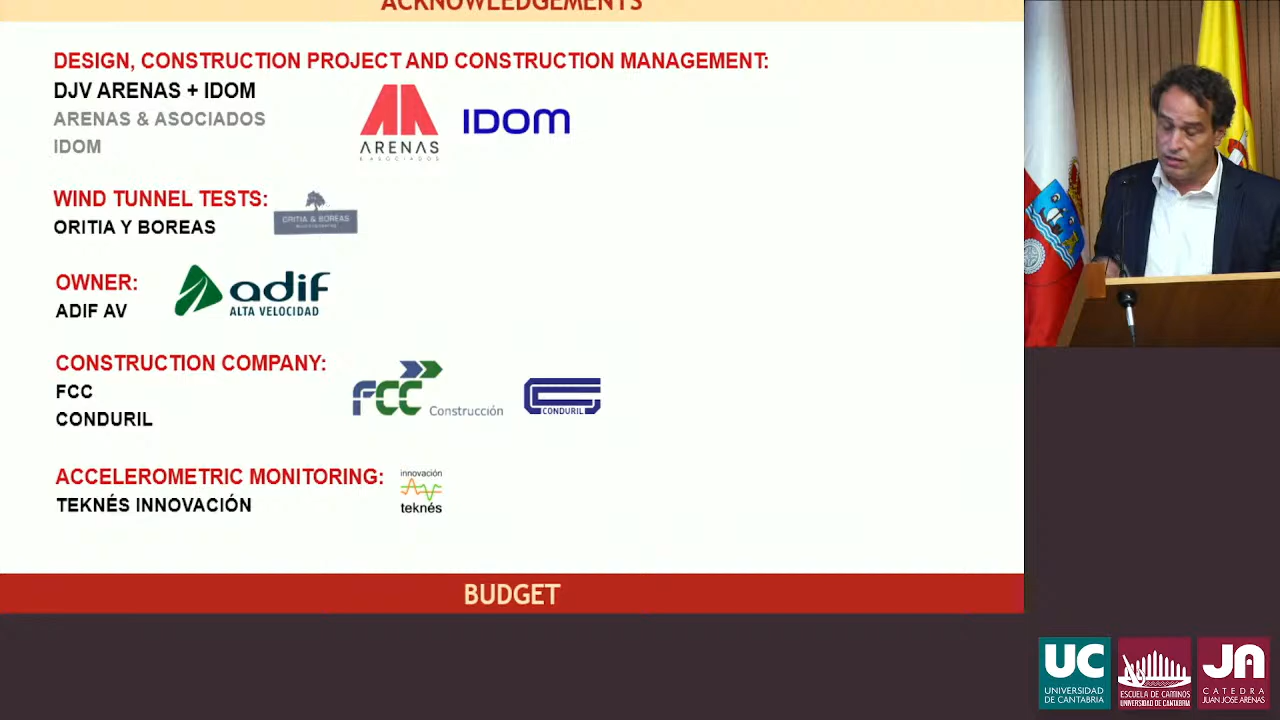 ACKNOWLEDGEMENTS
DESIGN, CONSTRUCTION PROJECT AND CONSTRUCTION MANAGEMENT:
DJV ARENAS + IDOM
ARENAS & ASOCIADOS
IDOM
ARENAS
& ASOCIADOS
IDOM
WIND TUNNEL TESTS:
ORITIA Y BOREAS
ORITIA & BOREAS
OWNER:
ADIF AV
adif
ALTA VELOCIDAD
CONSTRUCTION COMPANY:
FCC
CONDURIL
FCC Construcción
CONDURIL
ACCELEROMETRIC MONITORING:
TEKNÉS INNOVACIÓN
innovación
teknés
BUDGET
UC
UNIVERSIDAD
DE CANTABRIA
ESCUELA DE CAMINOS
UNIVERSIDAD DE CANTABRIA
JA
CATEDRA
JUAN JOSE ARENAS